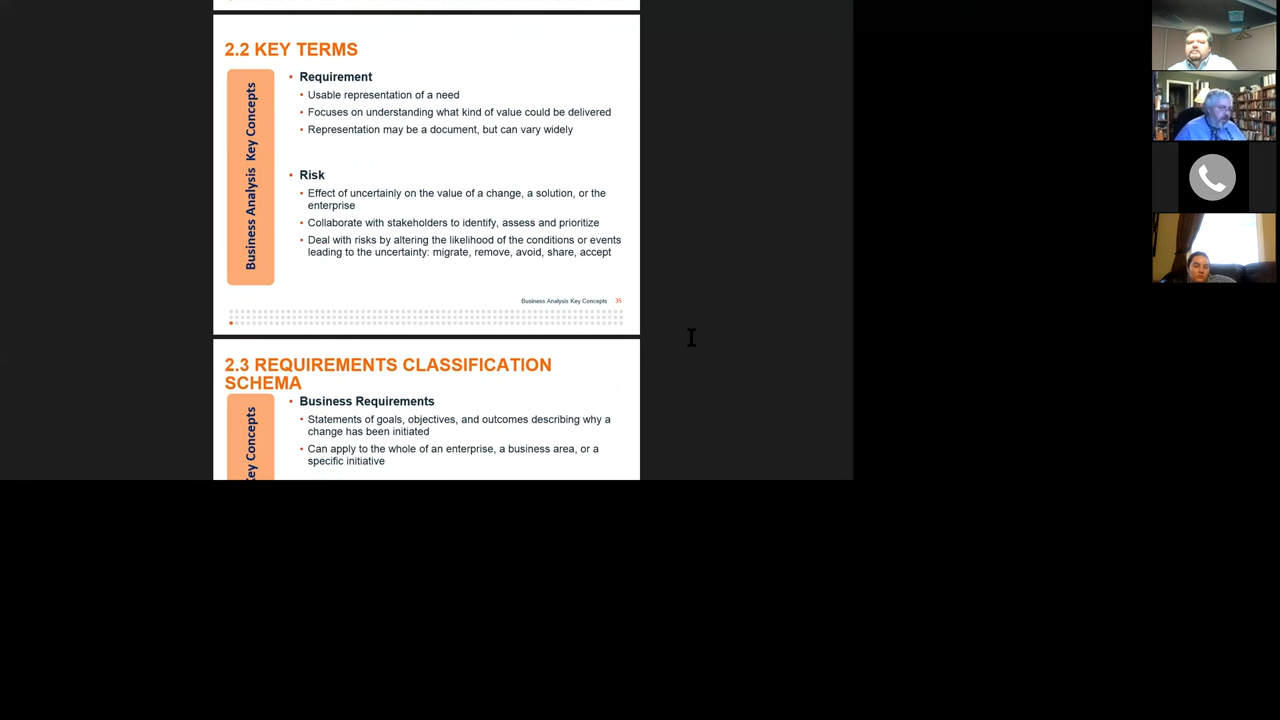 2.2 KEY TERMS
Business Analysis Key Concepts
• Requirement
• Usable representation of a need
• Focuses on understanding what kind of value could be delivered
• Representation may be a document, but can vary widely
• Risk
• Effect of uncertainly on the value of a change, a solution, or the
enterprise
• Collaborate with stakeholders to identify, assess and prioritize
• Deal with risks by altering the likelihood of the conditions or events
leading to the uncertainty: migrate, remove, avoid, share, accept
Business Analysis Key Concepts 35
2.3 REQUIREMENTS CLASSIFICATION
SCHEMA
Key Concepts
• Business Requirements
• Statements of goals, objectives, and outcomes describing why a
change has been initiated
• Can apply to the whole of an enterprise, a business area, or a
specific initiative